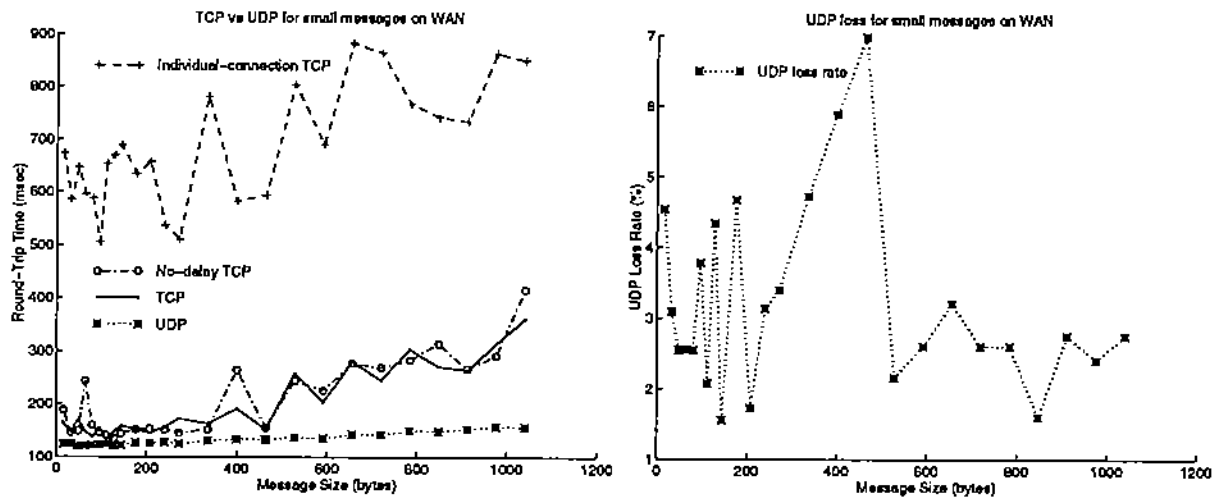 TCP vs UDP for small messages on WAN
900
800
700
600
500
400
300
200
100
Round-Trip Time (msec)
Individual-connection TCP
No-delay TCP
TCP
UDP
0 200 400 600 800 1000 1200
Message Size (bytes)
UDP loss for small messages on WAN
7
6
5
4
3
2
1
UDP Loss Rate (%)
UDP loss rate
0 200 400 600 800 1000 1200
Message Size (bytes)